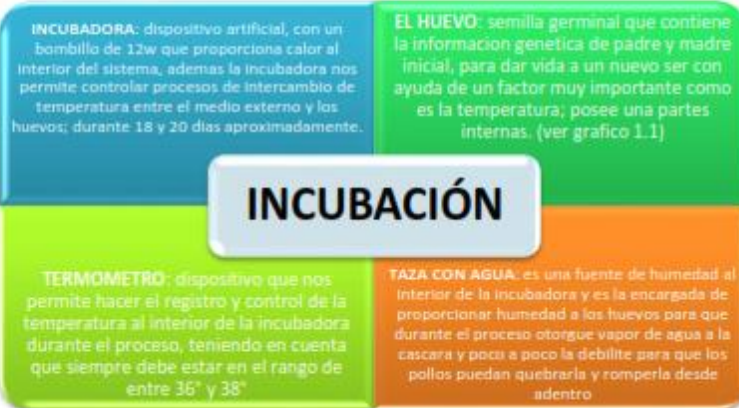 INCUBADORA: dispositivo artificial, con un
bombillo de 12w que proporciona calor al
interior del sistema, ademas la incubadora nos
permite controlar procesos de intercambio de
temperatura entre el medio externo y los
huevos; durante 18 y 20 dias aproximadamente.
EL HUEVO: semilla germinal que contiene
la informacion genetica de padre y madre
inicial, para dar vida a un nuevo ser con
ayuda de un factor muy importante como
es la temperatura; posee una partes
internas. (ver grafico 1.1)
INCUBACIÓN
TERMOMETRO: dispositivo que nos
permite hacer el registro y control de la
temperatura al interior de la incubadora
durante el proceso, teniendo en cuenta
que siempre debe estar en el rango de
entre 36° y 38°
TAZA CON AGUA: es una fuente de humedad al
interior de la incubadora y es la encargada de
proporcionar humedad a los huevos para que
durante el proceso otorgue vapor de agua a la
cascara y poco a poco la debilite para que los
pollos puedan quebrarla y romperla desde
adentro